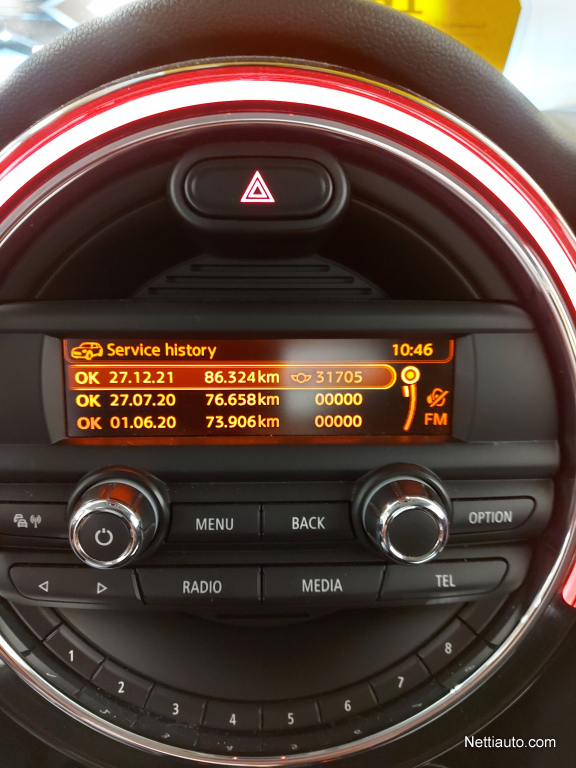 Service history 10:46
OK 27.12.21 86.324km 31705
OK 27.07.20 76.658km 00000
OK 01.06.20 73.906km 00000
FM
MENU BACK OPTION
RADIO MEDIA TEL
1 2 3 4 5 6 7 8
Nettiauto.com